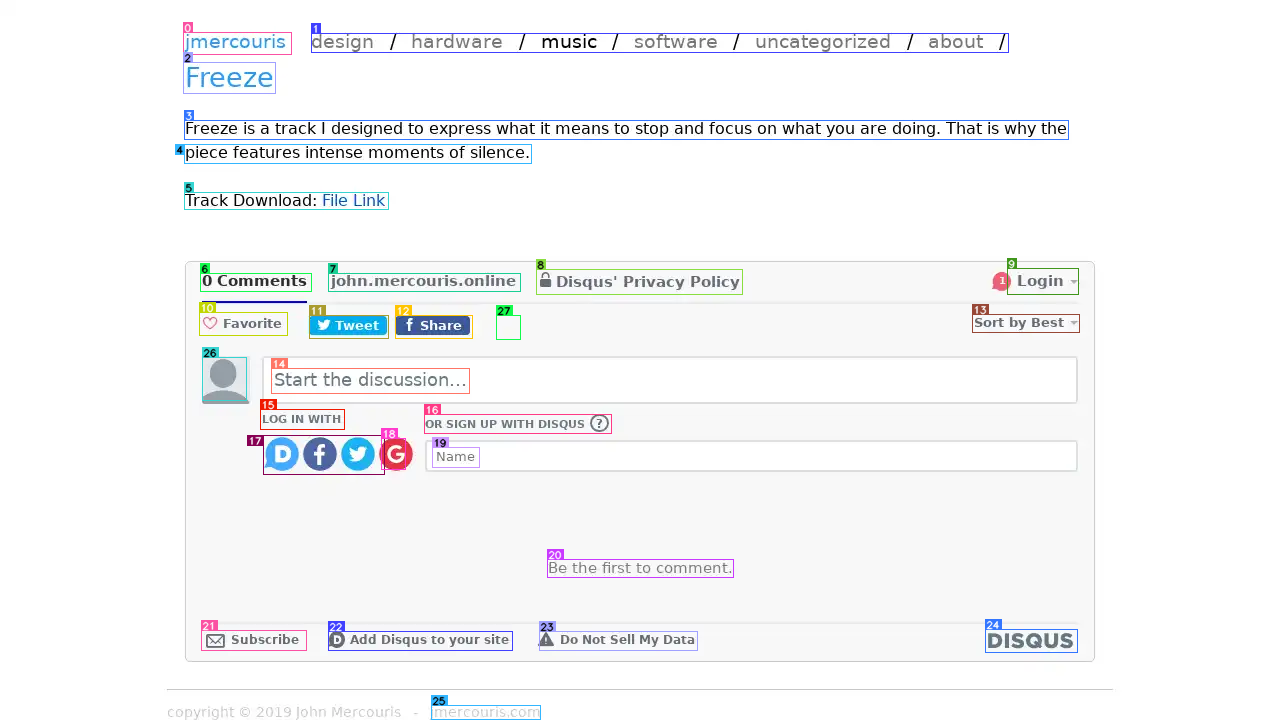 jmercouris design / hardware / music / software / uncategorized / about /
Freeze
Freeze is a track I designed to express what it means to stop and focus on what you are doing. That is why the
piece features intense moments of silence.
Track Download: File Link
0 Comments john.mercouris.online Disqus' Privacy Policy 1 Login
Favorite Tweet f Share Sort by Best
Start the discussion...
LOG IN WITH
OR SIGN UP WITH DISQUS ?
D f G
Name
Be the first to comment.
Subscribe D Add Disqus to your site Do Not Sell My Data DISQUS
copyright © 2019 John Mercouris - jmercouris.com
0
1
2
3
4
5
6
7
8
9
10
11
12
13
14
15
16
17
18
19
20
21
22
23
24
25
26
27